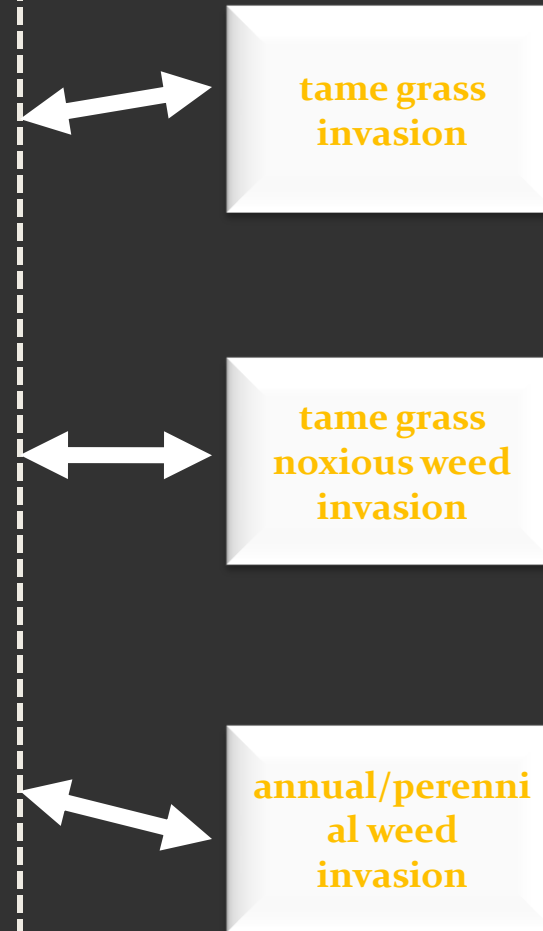 tame grass
invasion
tame grass
noxious weed
invasion
annual/perenni
al weed
invasion